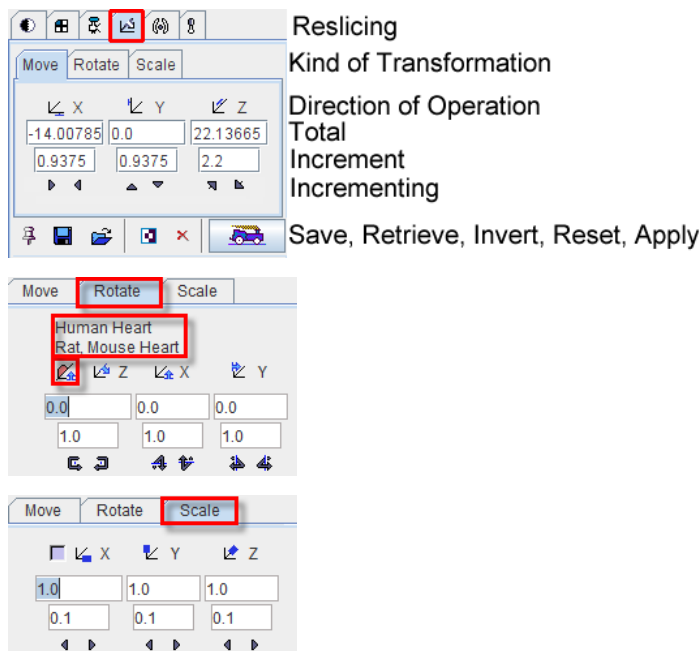 Reslicing
Move Rotate Scale Kind of Transformation
X Y Z Direction of Operation
-14.00785 0.0 22.13665 Total
0.9375 0.9375 2.2 Increment
Incrementing
Save, Retrieve, Invert, Reset, Apply
Move Rotate Scale
Human Heart
Rat, Mouse Heart
Z X Y
0.0 0.0 0.0
1.0 1.0 1.0
Move Rotate Scale
X Y Z
1.0 1.0 1.0
0.1 0.1 0.1